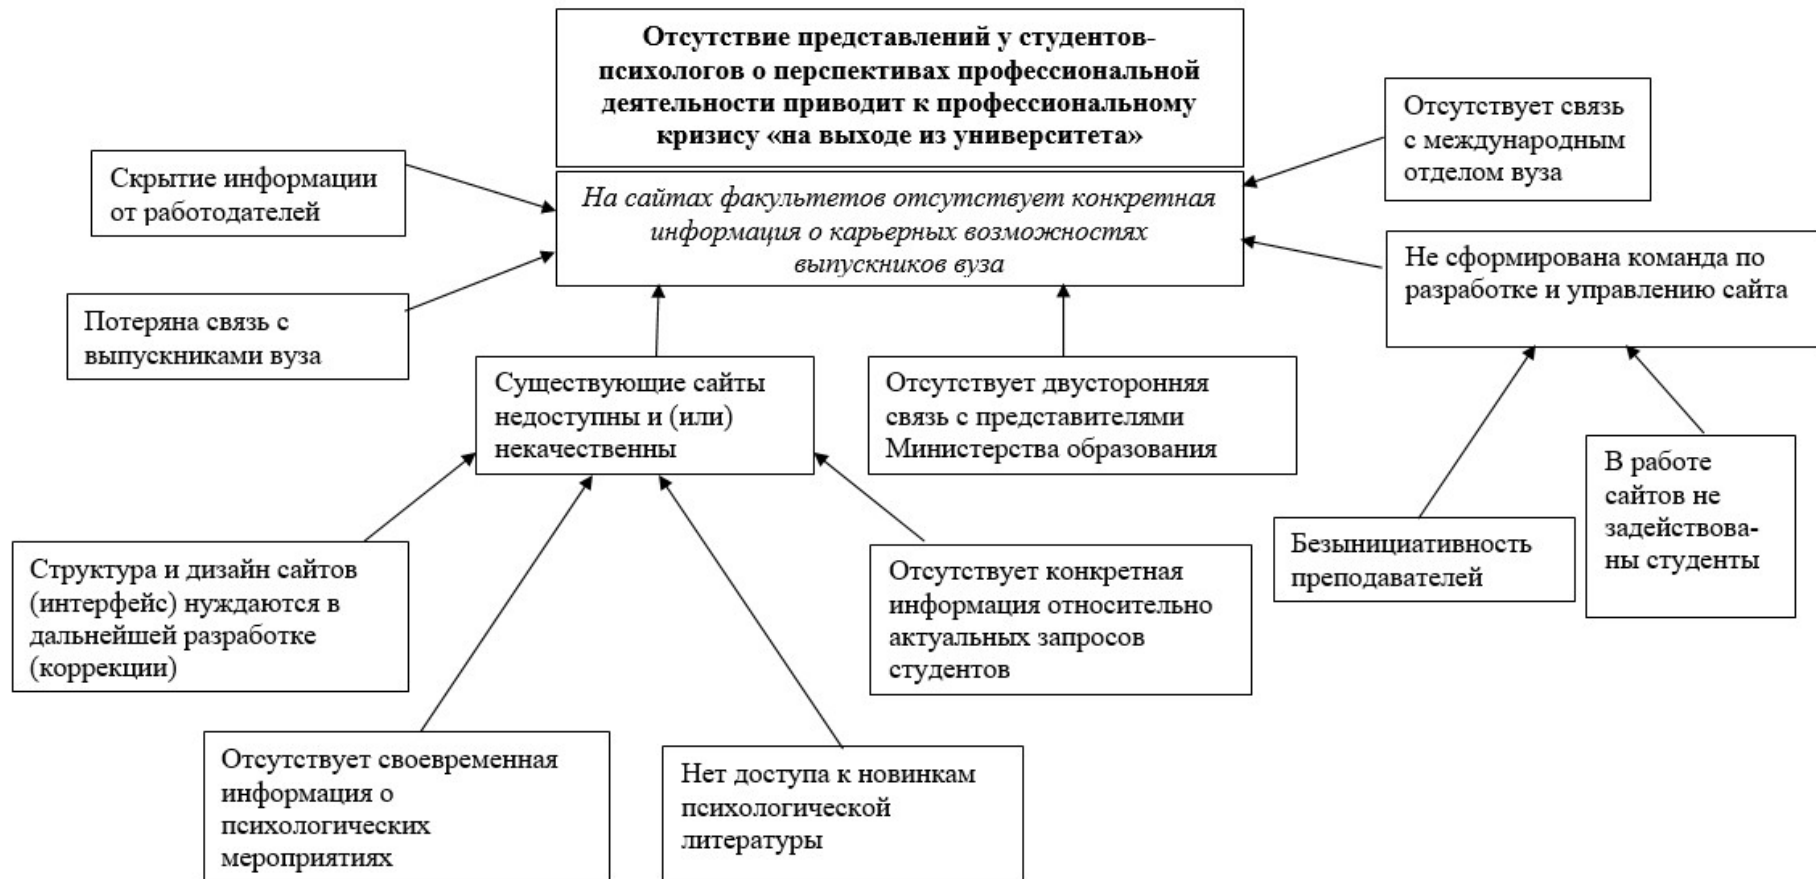 Отсутствие представлений у студентов-
психологов о перспективах профессиональной
деятельности приводит к профессиональному
кризису «на выходе из университета»
На сайтах факультетов отсутствует конкретная
информация о карьерных возможностях
выпускников вуза
Скрытие информации
от работодателей
Отсутствует связь
с международным
отделом вуза
Потеряна связь с
выпускниками вуза
Не сформирована команда по
разработке и управлению сайта
Существующие сайты
недоступны и (или)
некачественны
Отсутствует двусторонняя
связь с представителями
Министерства образования
В работе
сайтов не
задействова-
ны студенты
Безынициативность
преподавателей
Структура и дизайн сайтов
(интерфейс) нуждаются в
дальнейшей разработке
(коррекции)
Отсутствует конкретная
информация относительно
актуальных запросов
студентов
Отсутствует своевременная
информация о
психологических
мероприятиях
Нет доступа к новинкам
психологической
литературы